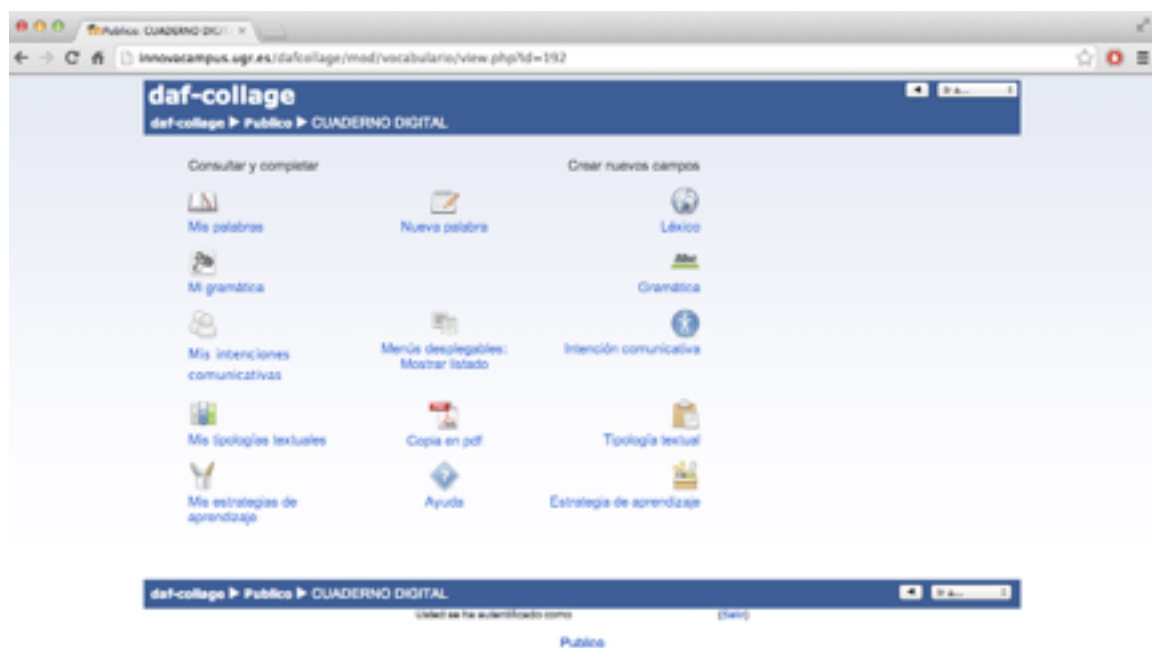 Publico: CUADERNO DIGIT
innovacampus.ugr.es/dafcollage/mod/vocabulario/view.php?id=192
daf-collage
Ir a...
daf-collage ► Publico ► CUADERNO DIGITAL
Consultar y completar
Crear nuevos campos
Mis palabras
Nueva palabra
Léxico
Abc
Mi gramática
Gramática
Mis intenciones
comunicativas
Menús desplegables:
Mostrar listado
Intención comunicativa
Mis tipologías textuales
Copia en pdf
Tipología textual
Mis estrategias de
aprendizaje
Ayuda
Estrategia de aprendizaje
daf-collage ► Publico ► CUADERNO DIGITAL
Ir a...
Usted se ha autentificado como
(Salir)
Publico